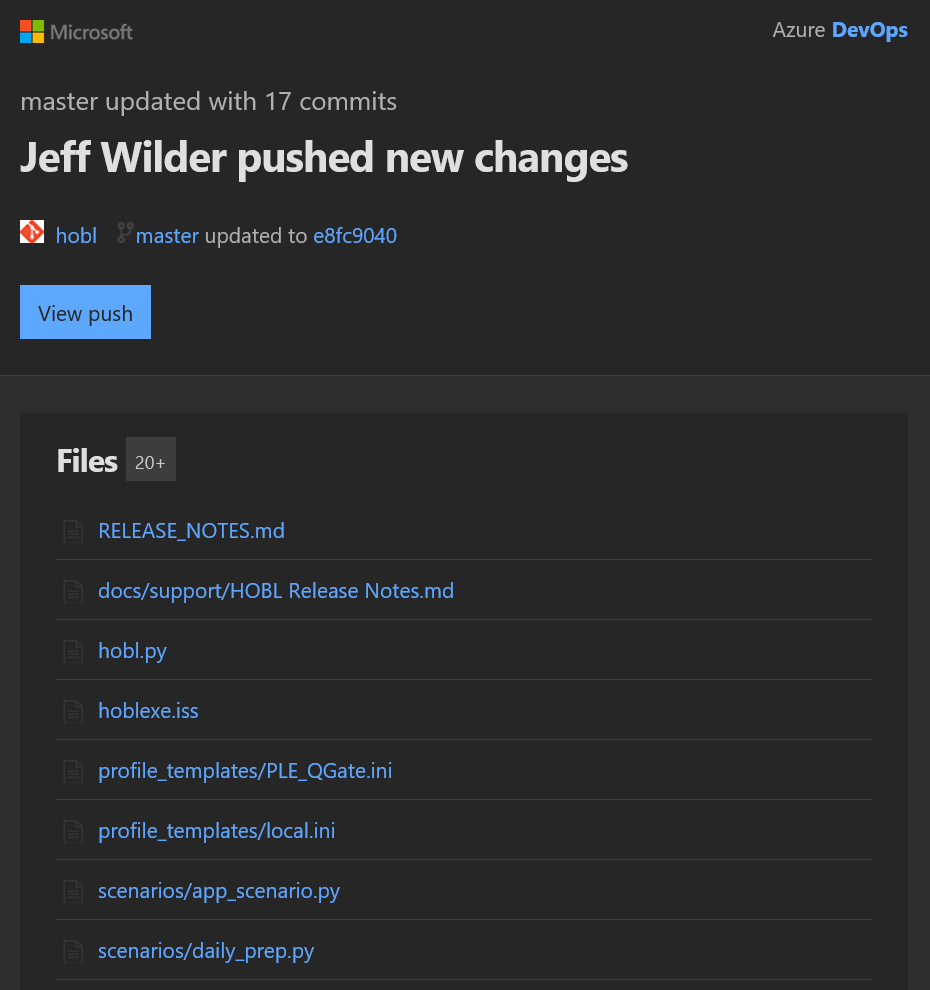 Microsoft
Azure DevOps
master updated with 17 commits
Jeff Wilder pushed new changes
hobl master updated to e8fc9040
View push
Files 20+
RELEASE_NOTES.md
docs/support/HOBL Release Notes.md
hobl.py
hoblexe.iss
profile_templates/PLE_QGate.ini
profile_templates/local.ini
scenarios/app_scenario.py
scenarios/daily_prep.py